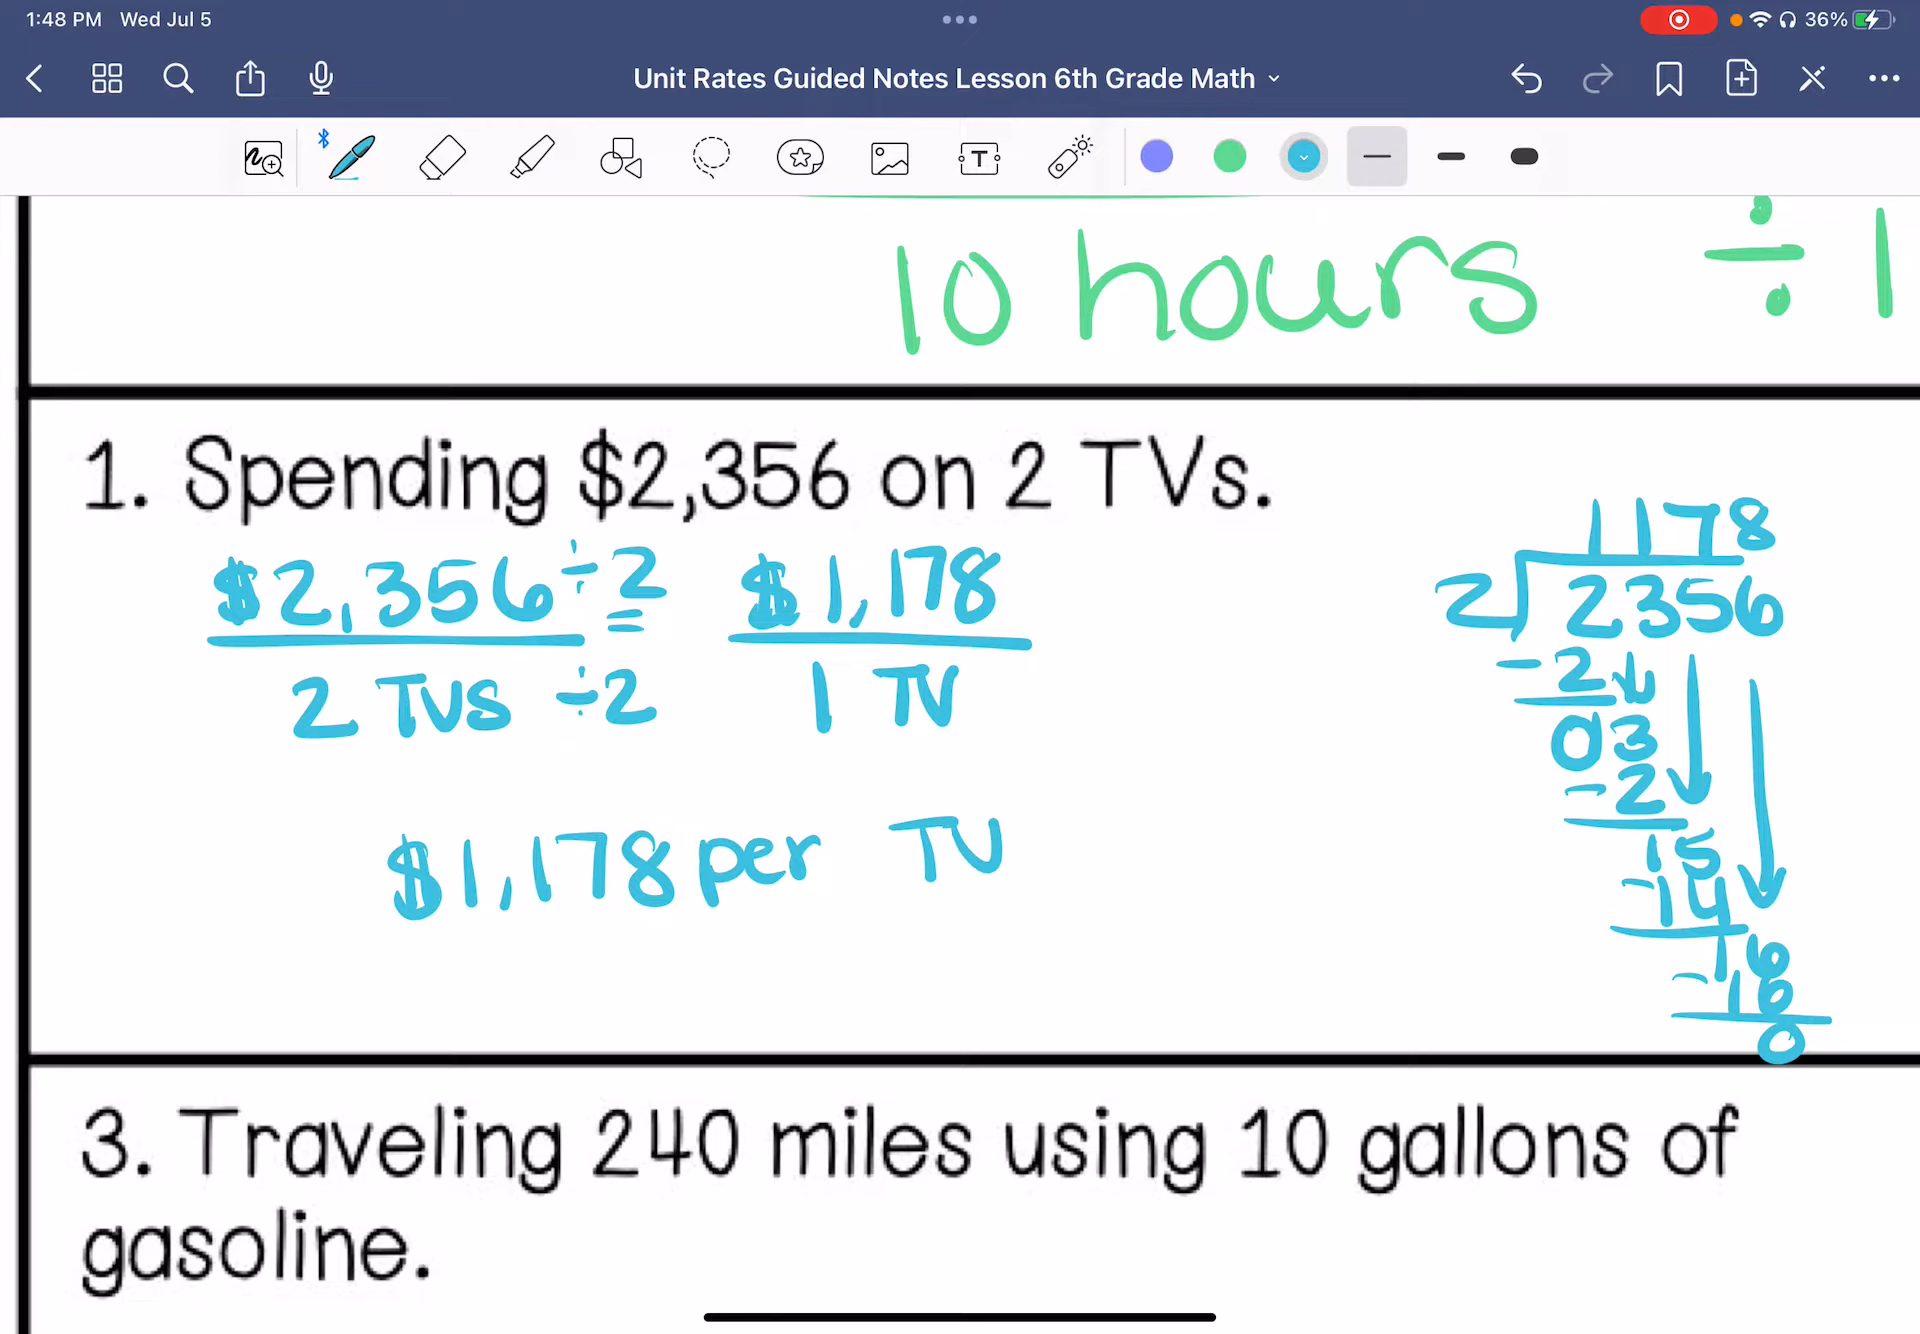 1:48 PM Wed Jul 5
36%
Unit Rates Guided Notes Lesson 6th Grade Math
T
10 hours ÷ 1
1. Spending $2,356 on 2 TVs.
$2,356 ÷ 2 = $1,178
2 TVs ÷2 1 TV
$1,178 per TV
1178
2 2356
-2
03
-2
15
-14
16
-16
0
3. Traveling 240 miles using 10 gallons of
gasoline.